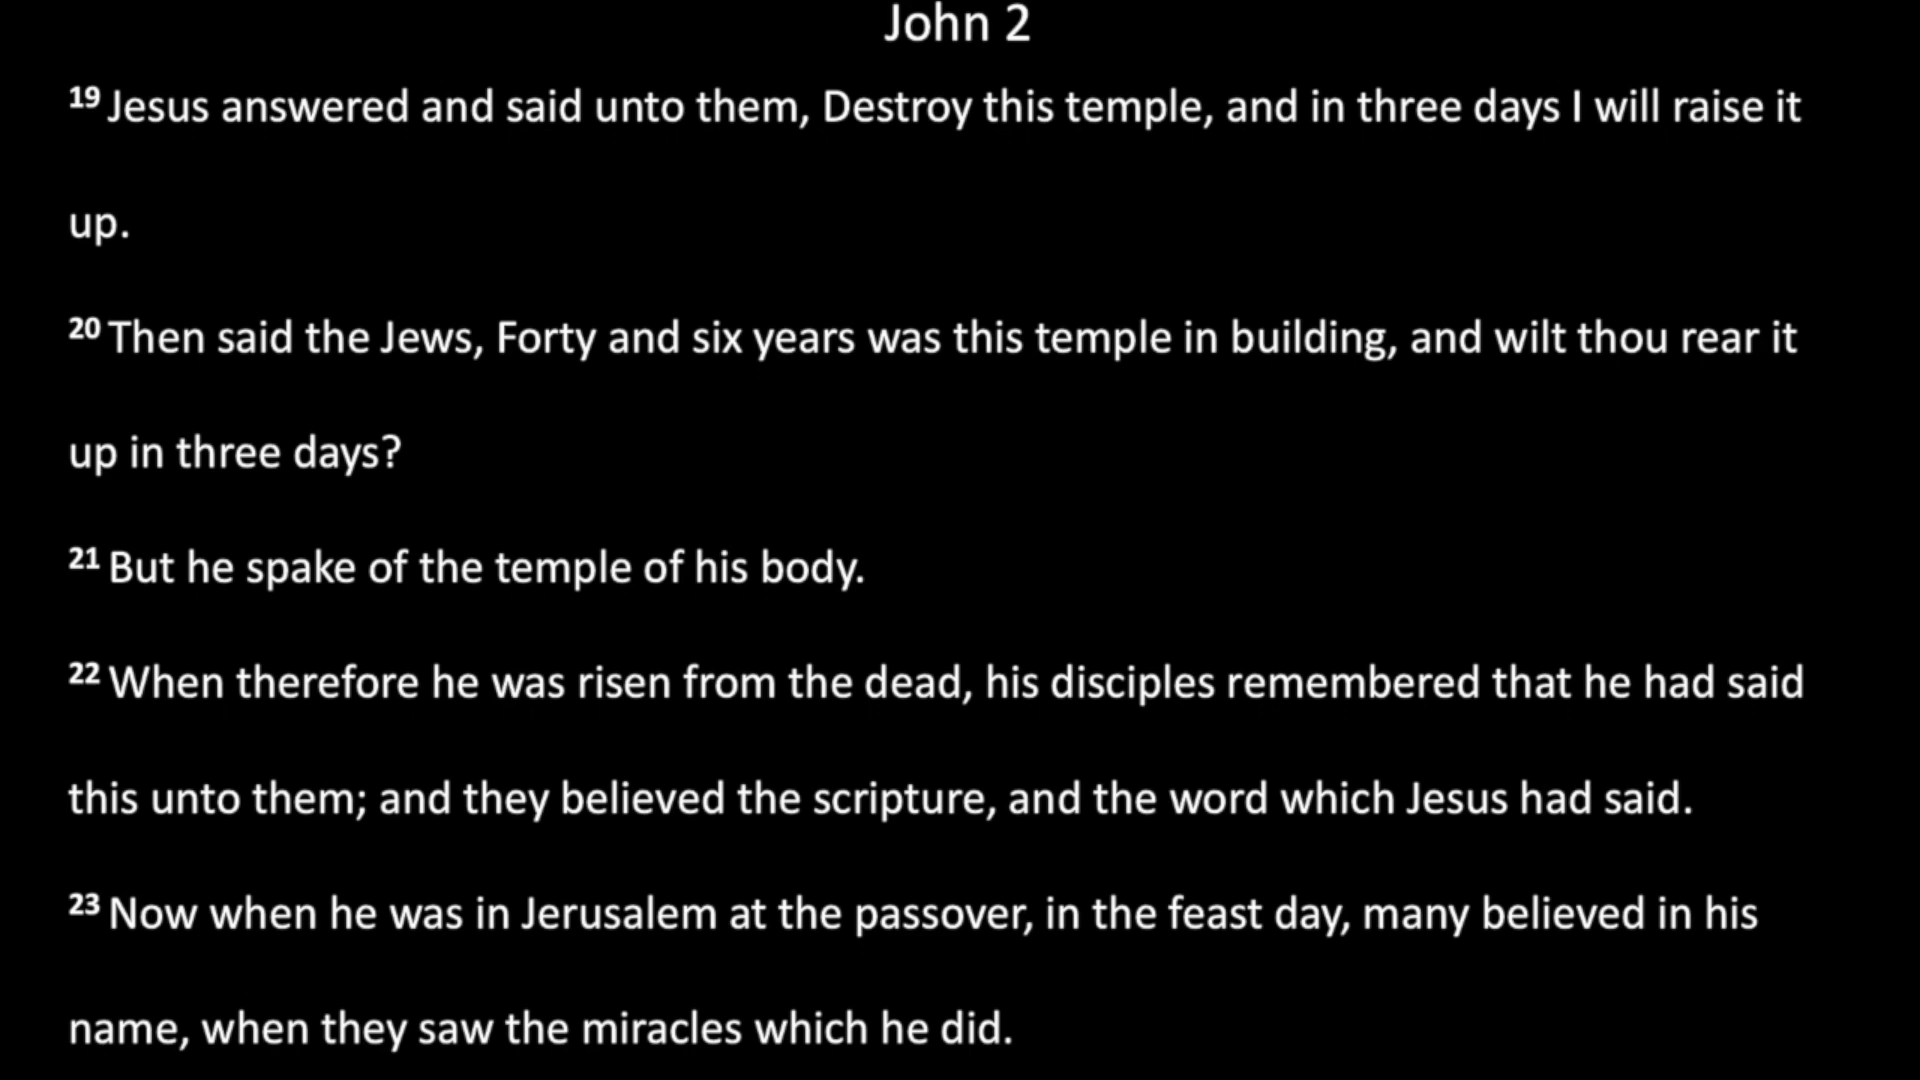 John 2
19 Jesus answered and said unto them, Destroy this temple, and in three days I will raise it
up.
20 Then said the Jews, Forty and six years was this temple in building, and wilt thou rear it
up in three days?
21 But he spake of the temple of his body.
22 When therefore he was risen from the dead, his disciples remembered that he had said
this unto them; and they believed the scripture, and the word which Jesus had said.
23 Now when he was in Jerusalem at the passover, in the feast day, many believed in his
name, when they saw the miracles which he did.